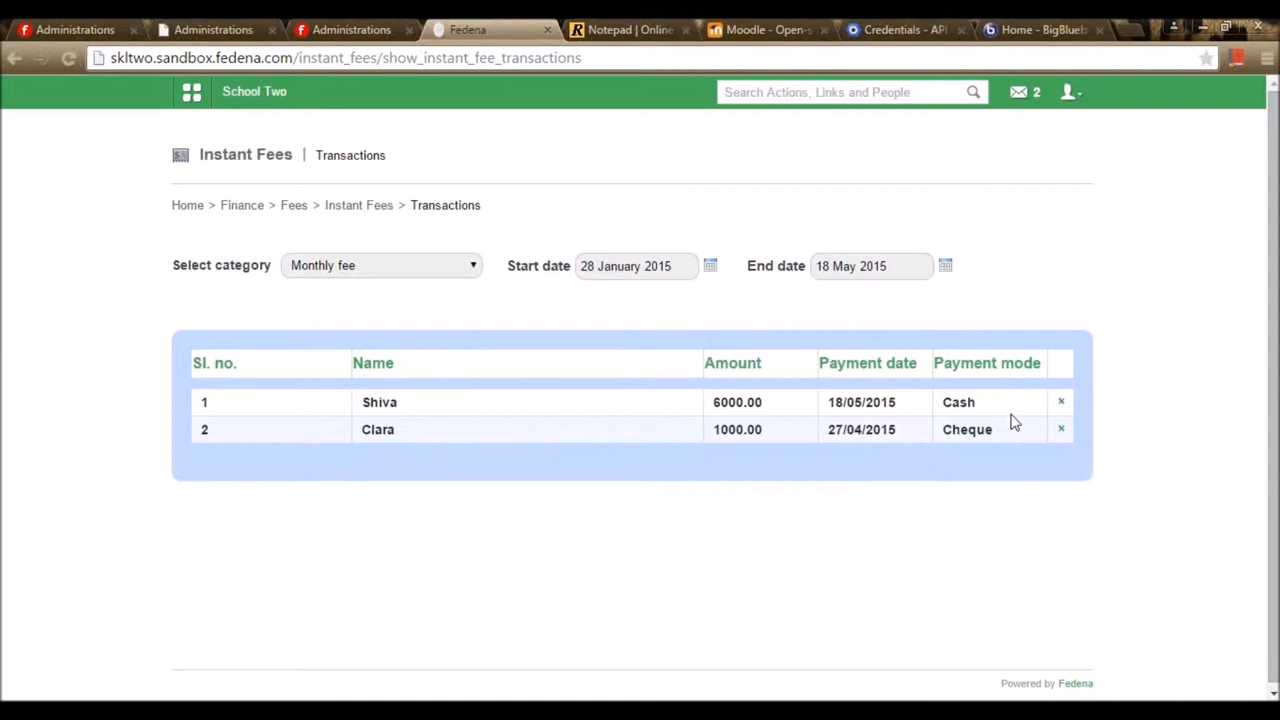 Administrations Administrations Administrations Fedena Notepad | Online Moodle - Open-s Credentials - API Home - BigBlueb
skltwo.sandbox.fedena.com/instant_fees/show_instant_fee_transactions
School Two Search Actions, Links and People 2
Instant Fees | Transactions
Home > Finance > Fees > Instant Fees > Transactions
Select category Monthly fee Start date 28 January 2015 End date 18 May 2015
Sl. no. Name Amount Payment date Payment mode
1 Shiva 6000.00 18/05/2015 Cash
2 Clara 1000.00 27/04/2015 Cheque
Powered by Fedena